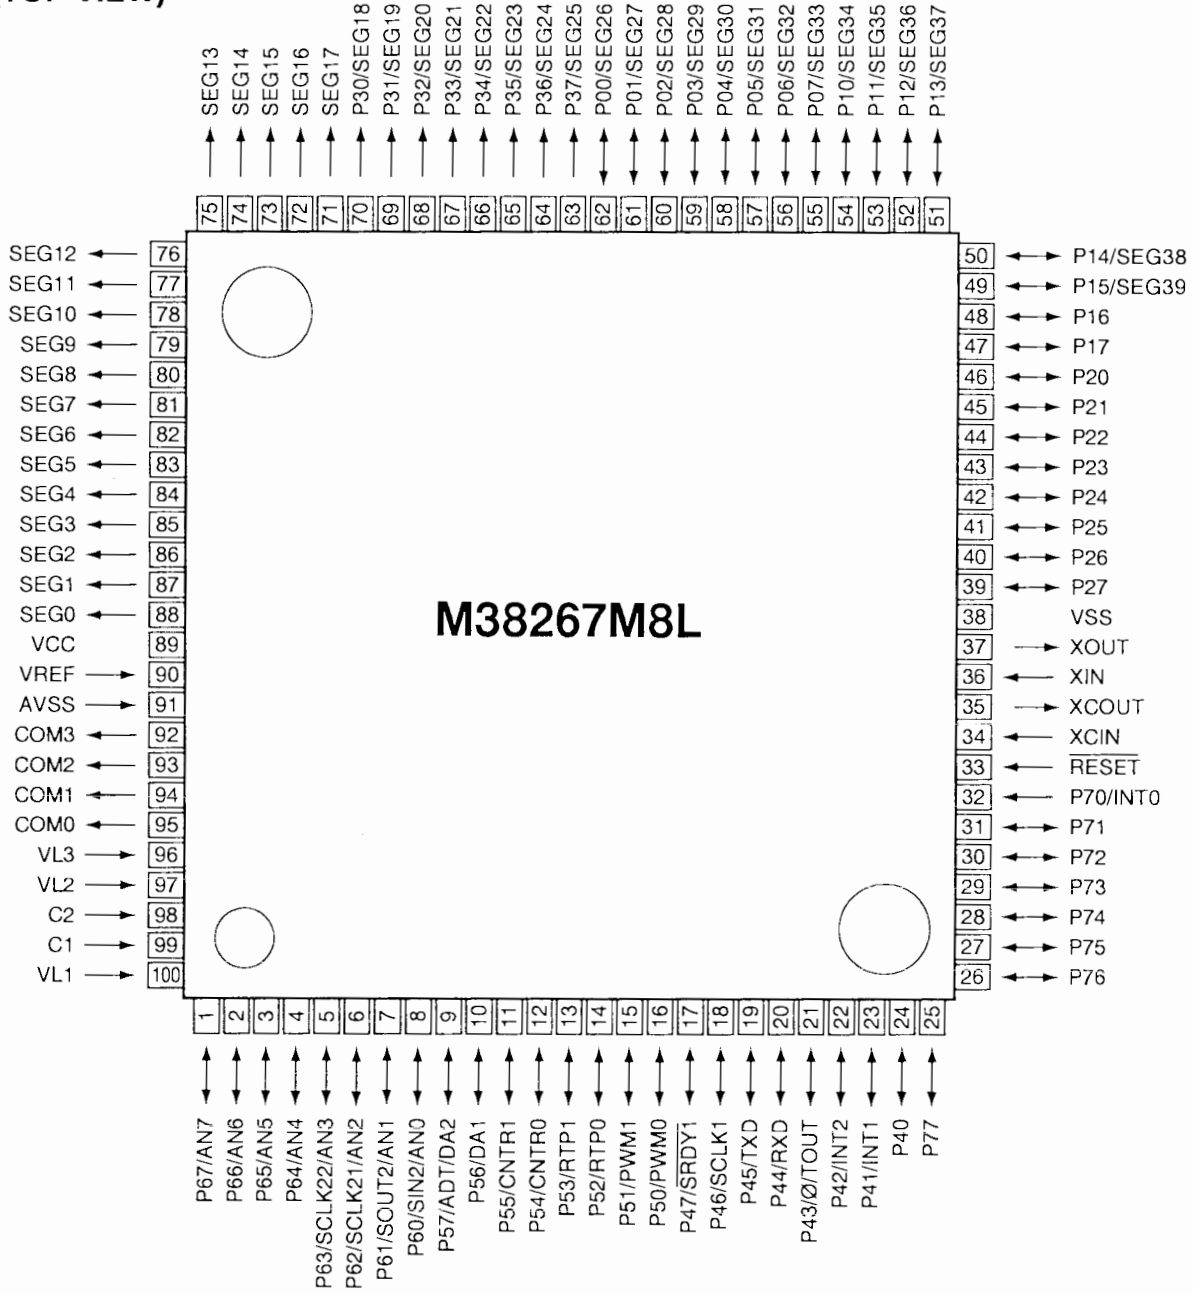 SEG13
SEG14
SEG15
SEG16
SEG17
P30/SEG18
P31/SEG19
P32/SEG20
P33/SEG21
P34/SEG22
P35/SEG23
P36/SEG24
P37/SEG25
P00/SEG26
P01/SEG27
P02/SEG28
P03/SEG29
P04/SEG30
P05/SEG31
P06/SEG32
P07/SEG33
P10/SEG34
P11/SEG35
P12/SEG36
P13/SEG37
75 74 73 72 71 70 69 68 67 66 65 64 63 62 61 60 59 58 57 56 55 54 53 52 51
SEG12 76
SEG11 77
SEG10 78
SEG9 79
SEG8 80
SEG7 81
SEG6 82
SEG5 83
SEG4 84
SEG3 85
SEG2 86
SEG1 87
SEG0 88
VCC 89
VREF 90
AVSS 91
COM3 92
COM2 93
COM1 94
COM0 95
VL3 96
VL2 97
C2 98
C1 99
VL1 100
M38267M8L
50 P14/SEG38
49 P15/SEG39
48 P16
47 P17
46 P20
45 P21
44 P22
43 P23
42 P24
41 P25
40 P26
39 P27
38 VSS
37 XOUT
36 XIN
35 XCOUT
34 XCIN
33 RESET
32 P70/INT0
31 P71
30 P72
29 P73
28 P74
27 P75
26 P76
1 2 3 4 5 6 7 8 9 10 11 12 13 14 15 16 17 18 19 20 21 22 23 24 25
P67/AN7
P66/AN6
P65/AN5
P64/AN4
P63/SCLK22/AN3
P62/SCLK21/AN2
P61/SOUT2/AN1
P60/SIN2/AN0
P57/ADT/DA2
P56/DA1
P55/CNTR1
P54/CNTR0
P53/RTP1
P52/RTP0
P51/PWM1
P50/PWM0
P47/SRDY1
P46/SCLK1
P45/TXD
P44/RXD
P43/Ø/TOUT
P42/INT2
P41/INT1
P40
P77